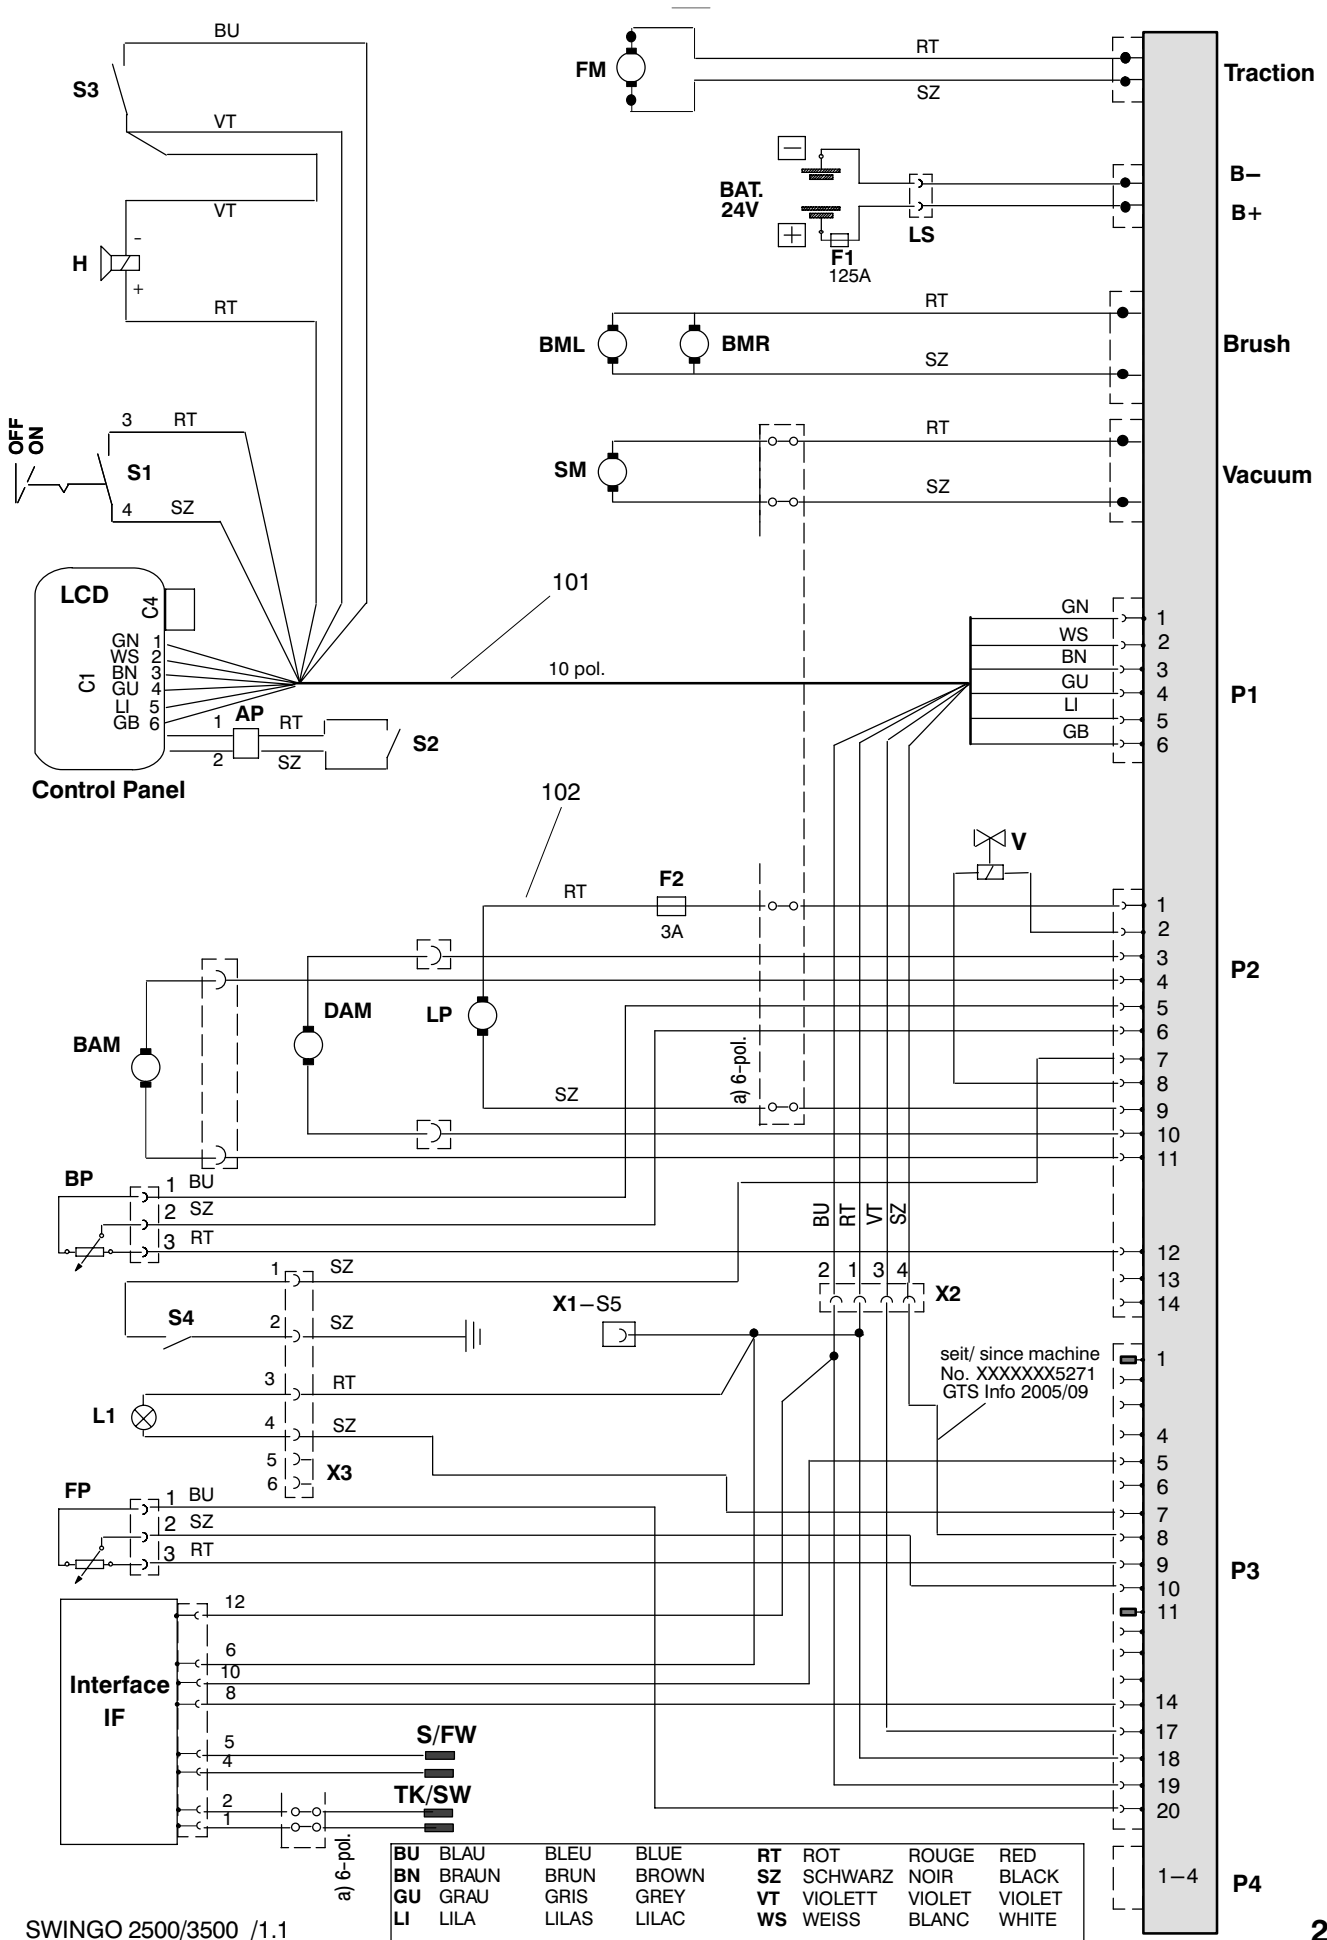 BU
FM
RT
SZ
Traction
S3
VT
VT
BAT.
24V
LS
F1
125A
B–
B+
H
–
+
RT
RT
BML
BMR
SZ
Brush
OFF
ON
3 RT
S1
4 SZ
SM
RT
SZ
Vacuum
LCD
C4
C1
GN 1
WS 2
BN 3
GU 4
LI 5
GB 6
1 AP RT
2 SZ
S2
Control Panel
101
10 pol.
GN 1
WS 2
BN 3
GU 4
LI 5
GB 6
P1
102
V
RT
F2
3A
1
2
3
4
5
6
7
8
9
10
11
12
13
14
P2
BAM
DAM
LP
SZ
a) 6–pol.
BP
1 BU
2 SZ
3 RT
BU
RT
VT
SZ
2 1 3 4
X2
1 SZ
S4
2 SZ
X1–S5
3 RT
L1
4 SZ
5
6
X3
seit/ since machine
No. XXXXXXX5271
GTS Info 2005/09
1
4
5
6
7
8
9
10
11
14
17
18
19
20
P3
FP
1 BU
2 SZ
3 RT
Interface
IF
12
6
10
8
5
4
2
1
S/FW
TK/SW
a) 6–pol.
BU BLAU BLEU BLUE RT ROT ROUGE RED
BN BRAUN BRUN BROWN SZ SCHWARZ NOIR BLACK
GU GRAU GRIS GREY VT VIOLETT VIOLET VIOLET
LI LILA LILAS LILAC WS WEISS BLANC WHITE
1–4
P4
SWINGO 2500/3500 /1.1
2